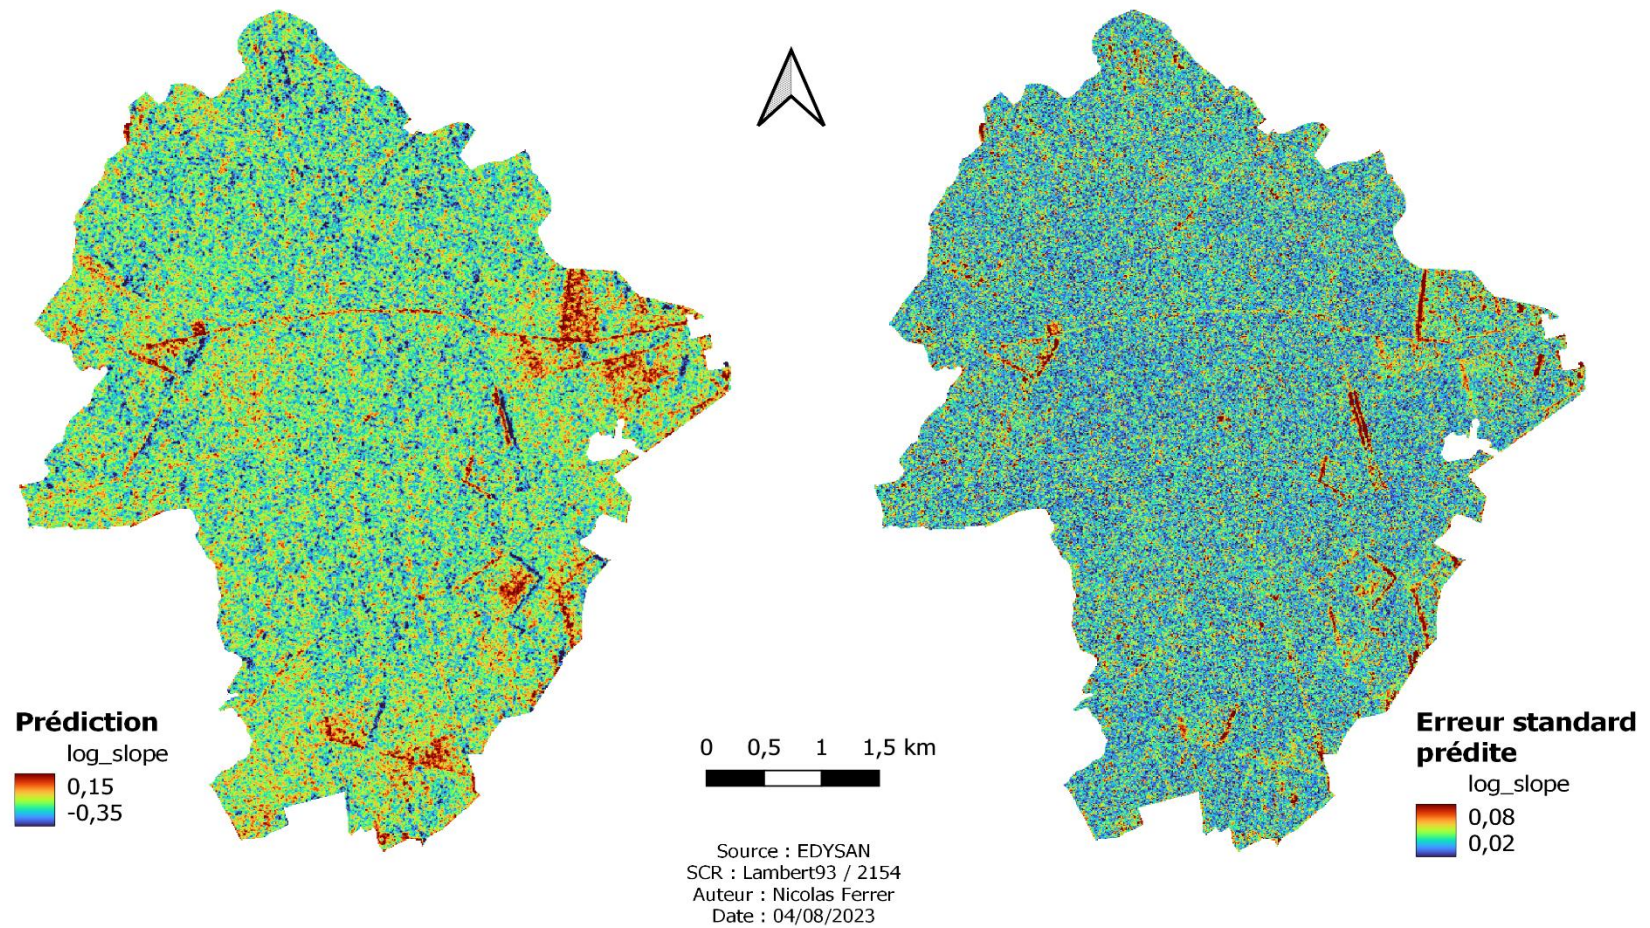 Prédiction
log_slope
0,15
-0,35
0 0,5 1 1,5 km
Source : EDYSAN
SCR : Lambert93 / 2154
Auteur : Nicolas Ferrer
Date : 04/08/2023
Erreur standard
prédite
log_slope
0,08
0,02